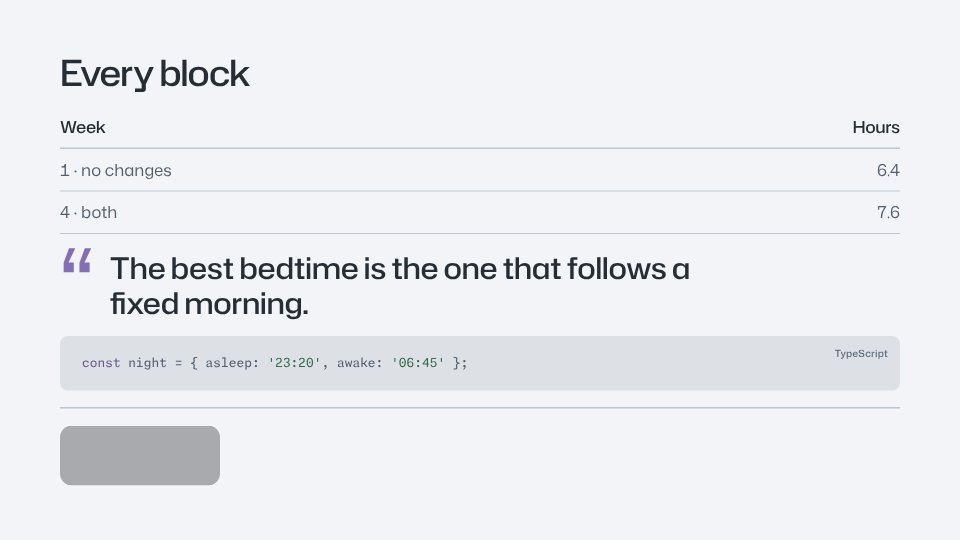 Every block
Week Hours
1 · no changes 6.4
4 · both 7.6
“The best bedtime is the one that follows a
fixed morning.
TypeScript
const night = { asleep: '23:20', awake: '06:45' };